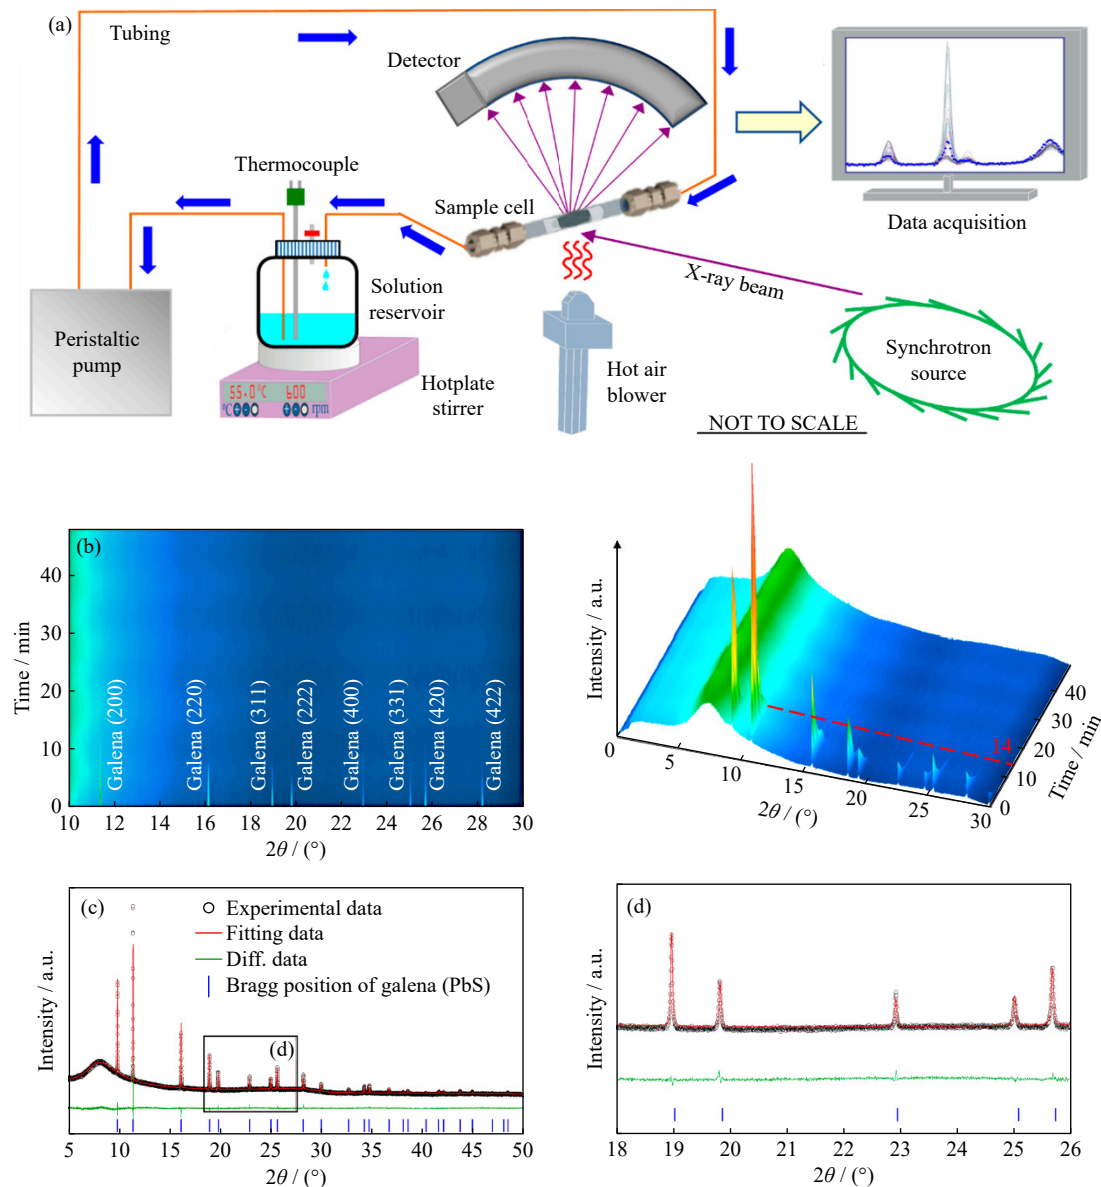 (a)
Tubing
Detector
Thermocouple
Sample cell
Data acquisition
X-ray beam
Solution
reservoir
Peristaltic
pump
Synchrotron
source
Hot air
blower
Hotplate
stirrer
55.0 °C 600
°C rpm
NOT TO SCALE
(b)
Time / min
40
30
20
10
0
Galena (200)
Galena (220)
Galena (311)
Galena (222)
Galena (400)
Galena (331)
Galena (420)
Galena (422)
10 12 14 16 18 20 22 24 26 28 30
2θ / (°)
Intensity / a.u.
0 5 10 15 20 25 30
2θ / (°)
0 10 20 30 40
14
Time / min
(c)
Experimental data
Fitting data
Diff. data
Bragg position of galena (PbS)
(d)
Intensity / a.u.
5 10 15 20 25 30 35 40 45 50
2θ / (°)
(d)
Intensity / a.u.
18 19 20 21 22 23 24 25 26
2θ / (°)